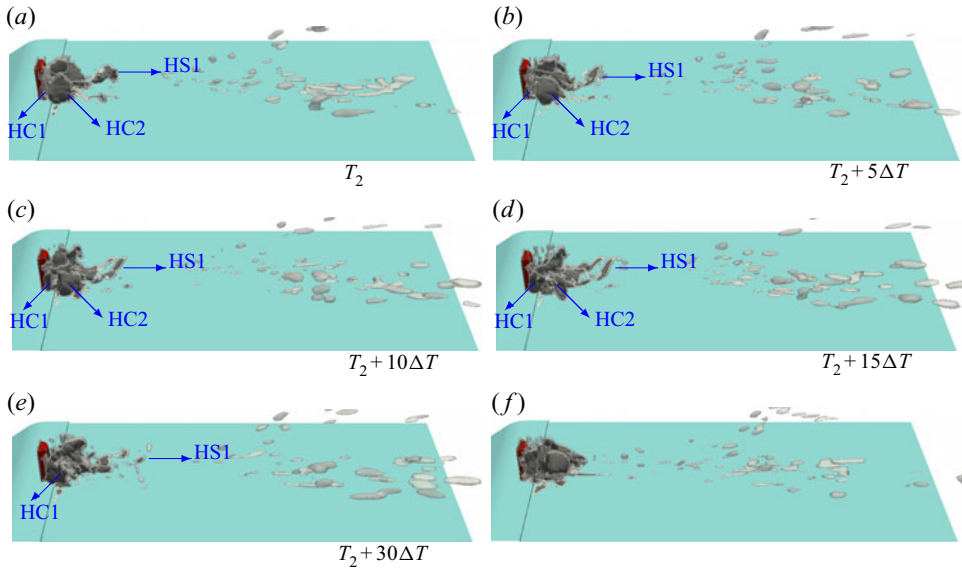 (a)
HS1
HC1
HC2
T₂
(b)
HS1
HC1
HC2
T₂ + 5ΔT
(c)
HS1
HC1
HC2
T₂ + 10ΔT
(d)
HS1
HC1
HC2
T₂ + 15ΔT
(e)
HS1
HC1
T₂ + 30ΔT
(f)